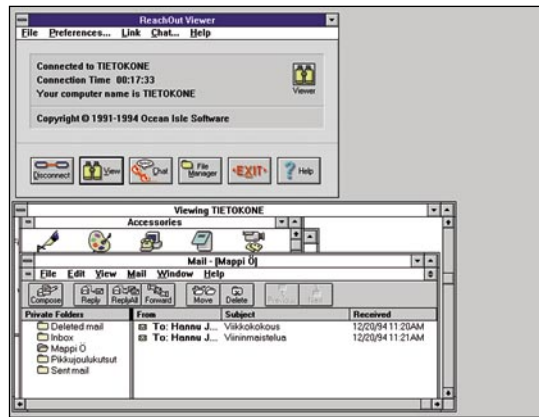 ReachOut Viewer
File Preferences... Link Chat... Help
Connected to TIETOKONE
Connection Time 00:17:33
Your computer name is TIETOKONE
Viewer
Copyright © 1991-1994 Ocean Isle Software
Disconnect View Chat File Manager EXIT Help
Viewing TIETOKONE
Accessories
Mail - [Mappi Ö]
File Edit View Mail Window Help
Compose Reply ReplyAll Forward Move Delete
Private Folders From Subject Received
Deleted mail To: Hannu J... Viikkokokous 12/20/94 11:20AM
Inbox To: Hannu J... Viininmaistelua 12/20/94 11:21AM
Mappi Ö
Pikkujoulukutsut
Sent mail